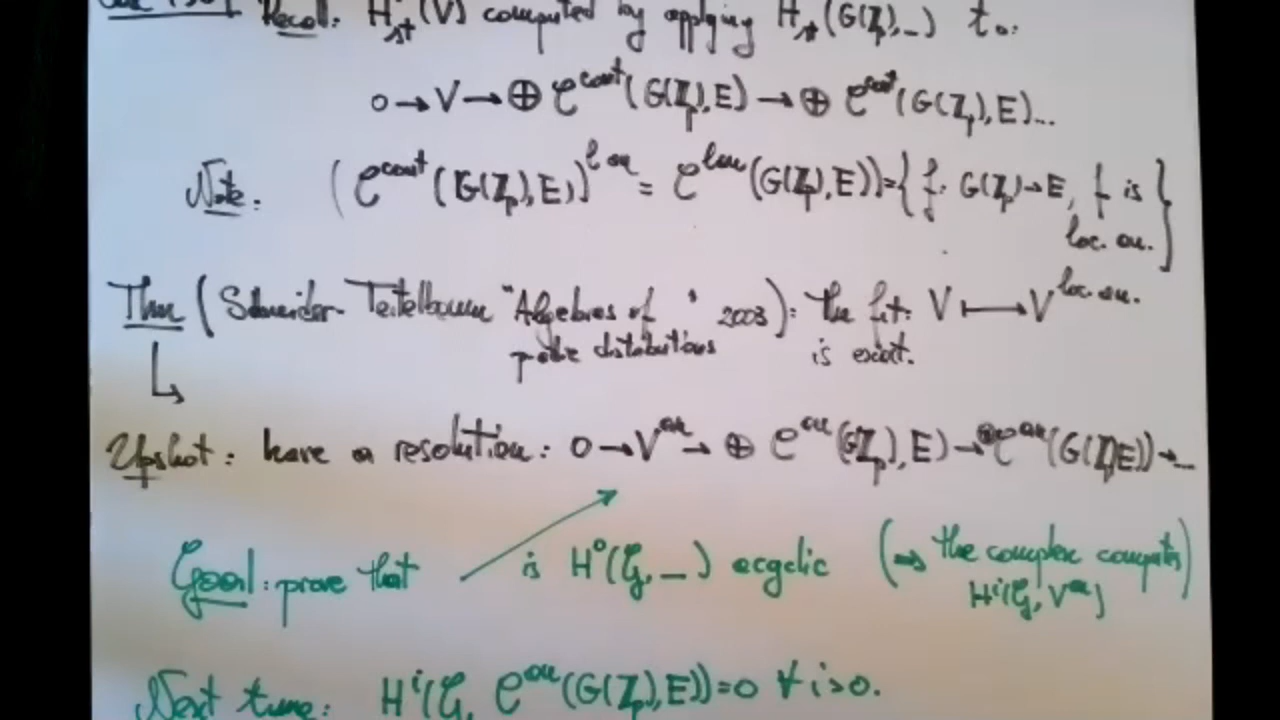 Recall: H_st(V) computed by applying H_st(G(Z_p), _) to:
0 → V → ⊕ C^cont(G(Z_p), E) → ⊕ C^cont(G(Z_p), E)...
Note: (C^cont(G(Z_p), E))^l.an = C^l.an(G(Z_p), E)) = { f: G(Z_p) → E, f is
loc. an. }
Thm (Schneider-Teitelbaum "Algebras of " 2003): the fct. V ↦ V^loc.an.
p-adic distributions is exact.
↳
Upshot: have a resolution: 0 → V^an → ⊕ C^an(G(Z_p), E) → ⊕ C^an(G(Z_p), E)) → ...
Goal: prove that is H^0(G, _) acyclic (⇒ the complex computes
H^i(G, V^an))
Next time: H^i(G, C^an(G(Z_p), E)) = 0 ∀ i>0.